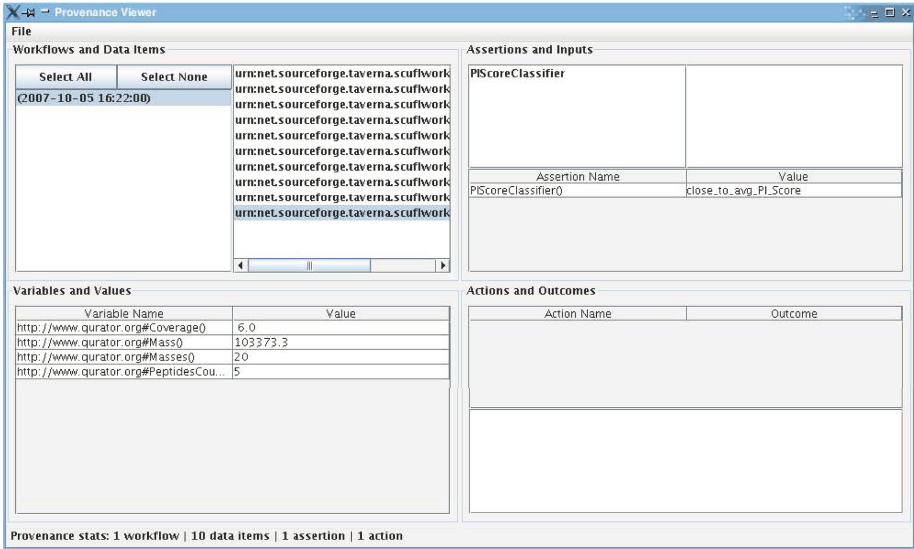 Provenance Viewer
File
Workflows and Data Items
Select All Select None
(2007-10-05 16:22:00)
urn:net.sourceforge.taverna.scuflwork
urn:net.sourceforge.taverna.scuflwork
urn:net.sourceforge.taverna.scuflwork
urn:net.sourceforge.taverna.scuflwork
urn:net.sourceforge.taverna.scuflwork
urn:net.sourceforge.taverna.scuflwork
urn:net.sourceforge.taverna.scuflwork
urn:net.sourceforge.taverna.scuflwork
urn:net.sourceforge.taverna.scuflwork
urn:net.sourceforge.taverna.scuflwork
Assertions and Inputs
PIScoreClassifier
Assertion Name Value
PIScoreClassifier() close_to_avg_PI_Score
Variables and Values
Variable Name Value
http://www.qurator.org#Coverage() 6.0
http://www.qurator.org#Mass() 103373.3
http://www.qurator.org#Masses() 20
http://www.qurator.org#PeptidesCou... 5
Actions and Outcomes
Action Name Outcome
Provenance stats: 1 workflow | 10 data items | 1 assertion | 1 action